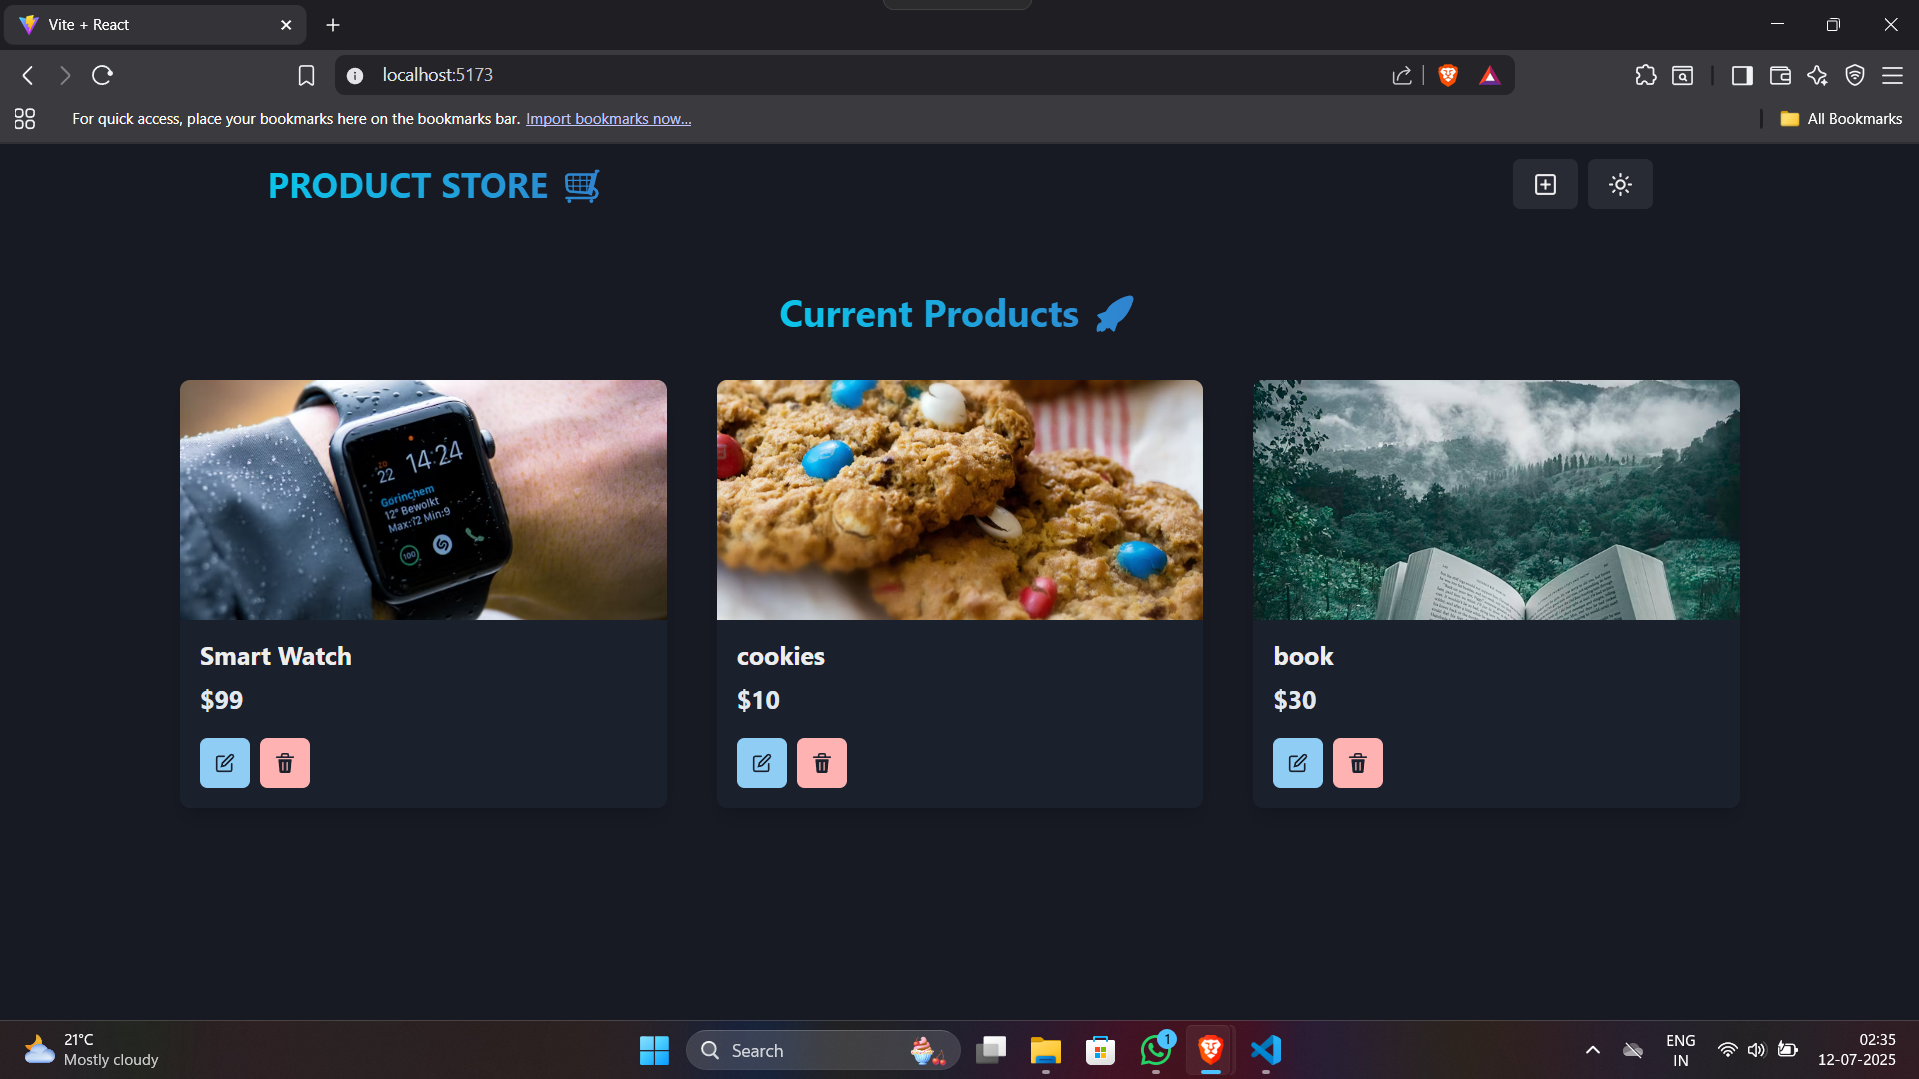 Vite + React
localhost:5173
For quick access, place your bookmarks here on the bookmarks bar. Import bookmarks now...
All Bookmarks
PRODUCT STORE
Current Products
ZO
22
14:24
Gorinchem
12° Bewolkt
Max:12 Min:9
100
Smart Watch
$99
cookies
$10
book
$30
21°C
Mostly cloudy
Search
1
ENG
IN
02:35
12-07-2025